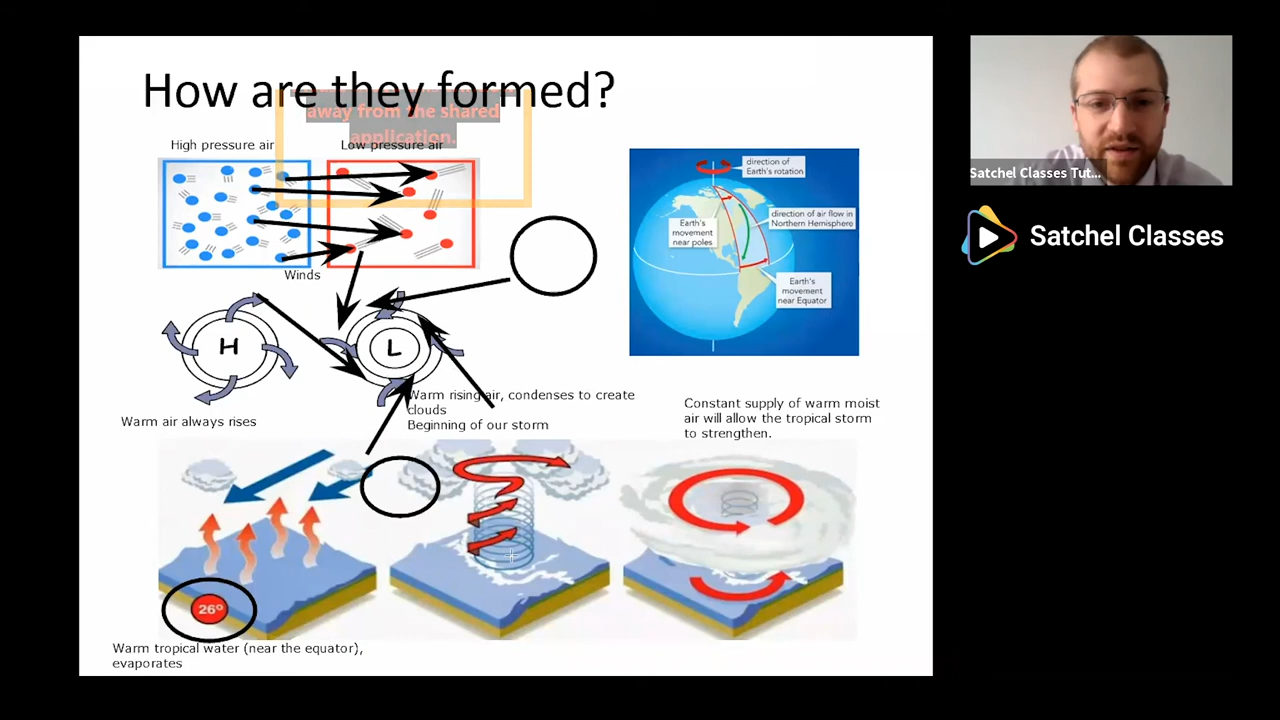 How are they formed?
away from the shared
application.
High pressure air
Low pressure air
Winds
H
L
direction of
Earth's rotation
Earth's
movement
near poles
direction of air flow in
Northern Hemisphere
Earth's
movement
near Equator
Warm air always rises
Warm rising air, condenses to create
clouds
Beginning of our storm
Constant supply of warm moist
air will allow the tropical storm
to strengthen.
26º
Warm tropical water (near the equator),
evaporates
Satchel Classes Tut...
Satchel Classes